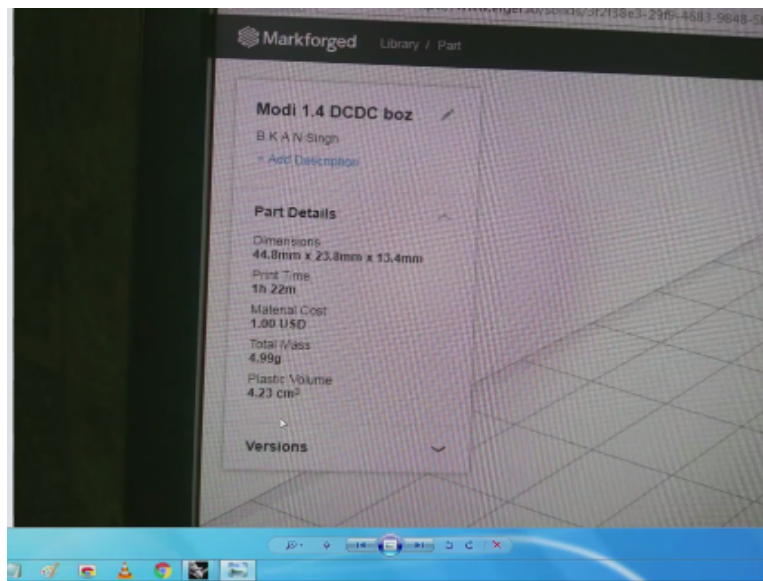 Markforged
Library / Part
Modi 1.4 DCDC boz
B K A N Singh
+ Add Description
Part Details
Dimensions
44.8mm x 23.8mm x 13.4mm
Print Time
1h 22m
Material Cost
1.00 USD
Total Mass
4.99g
Plastic Volume
4.23 cm³
Versions